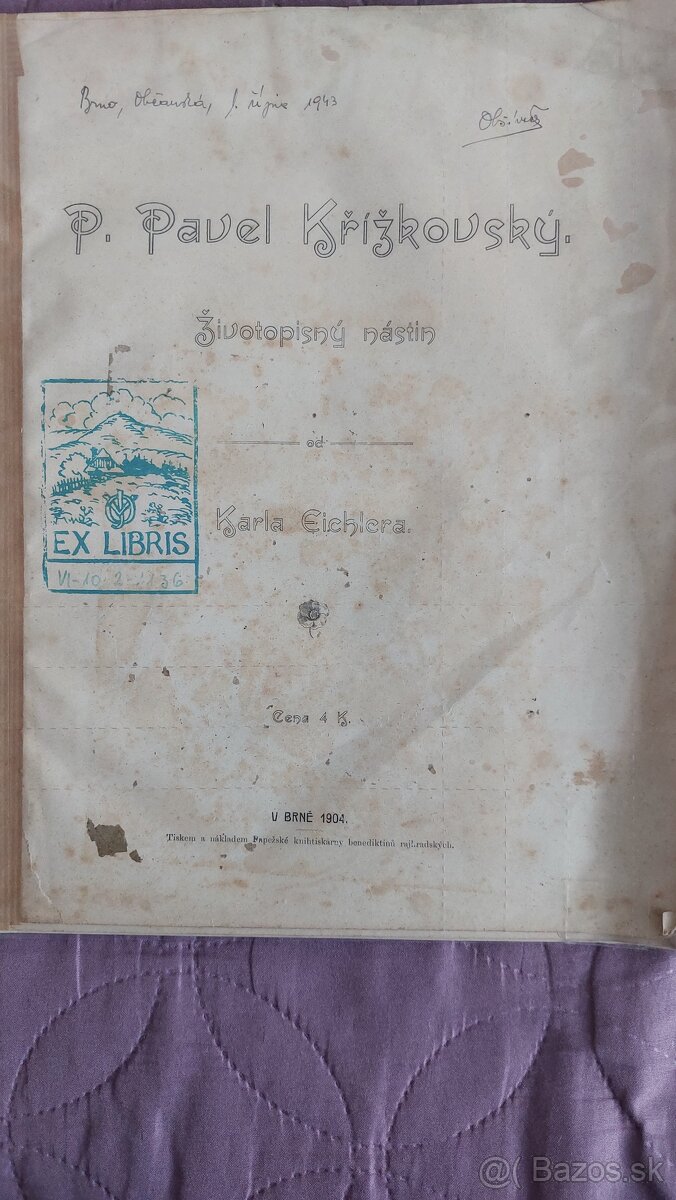 Brno, Občanská, 1. října 1943
P. Pavel Křížkovský.
Životopisný nástin
od
Karla Eichlera.
EX LIBRIS
VI-10. 2.
Cena 4 K.
V BRNĚ 1904.
Tiskem a nákladem Papežské knihtiskárny benediktinů rajhradských.
@( Bazos.sk